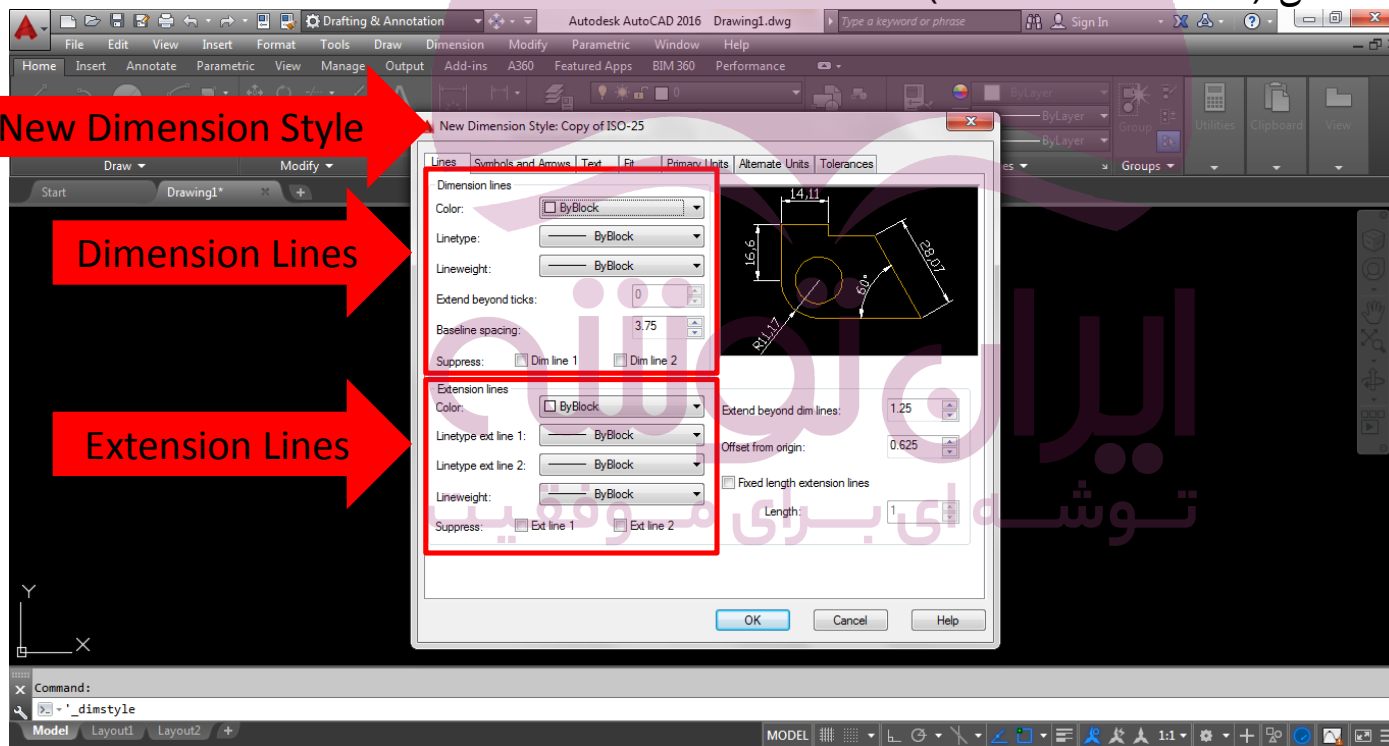 Drafting & Annotation Autodesk AutoCAD 2016 Drawing1.dwg Type a keyword or phrase Sign In
File Edit View Insert Format Tools Draw Dimension Modify Parametric Window Help
Home Insert Annotate Parametric View Manage Output Add-ins A360 Featured Apps BIM 360 Performance
0 ByLayer
ByLayer
ByLayer
Group Utilities Clipboard View
Draw Modify Groups
Start Drawing1*
New Dimension Style
Dimension Lines
Extension Lines
New Dimension Style: Copy of ISO-25
Lines Symbols and Arrows Text Fit Primary Units Alternate Units Tolerances
Dimension lines
Color: ByBlock
Linetype: ByBlock
Lineweight: ByBlock
Extend beyond ticks: 0
Baseline spacing: 3.75
Suppress: Dim line 1 Dim line 2
14,11
16,6
28,07
60°
R11,17
Extension lines
Color: ByBlock
Linetype ext line 1: ByBlock
Linetype ext line 2: ByBlock
Lineweight: ByBlock
Suppress: Ext line 1 Ext line 2
Extend beyond dim lines: 1.25
Offset from origin: 0.625
Fixed length extension lines
Length: 1
OK Cancel Help
ایران توشه
توشه ای برای موفقیت
Y
X
Command:
'_dimstyle
Model Layout1 Layout2 +
MODEL 1:1